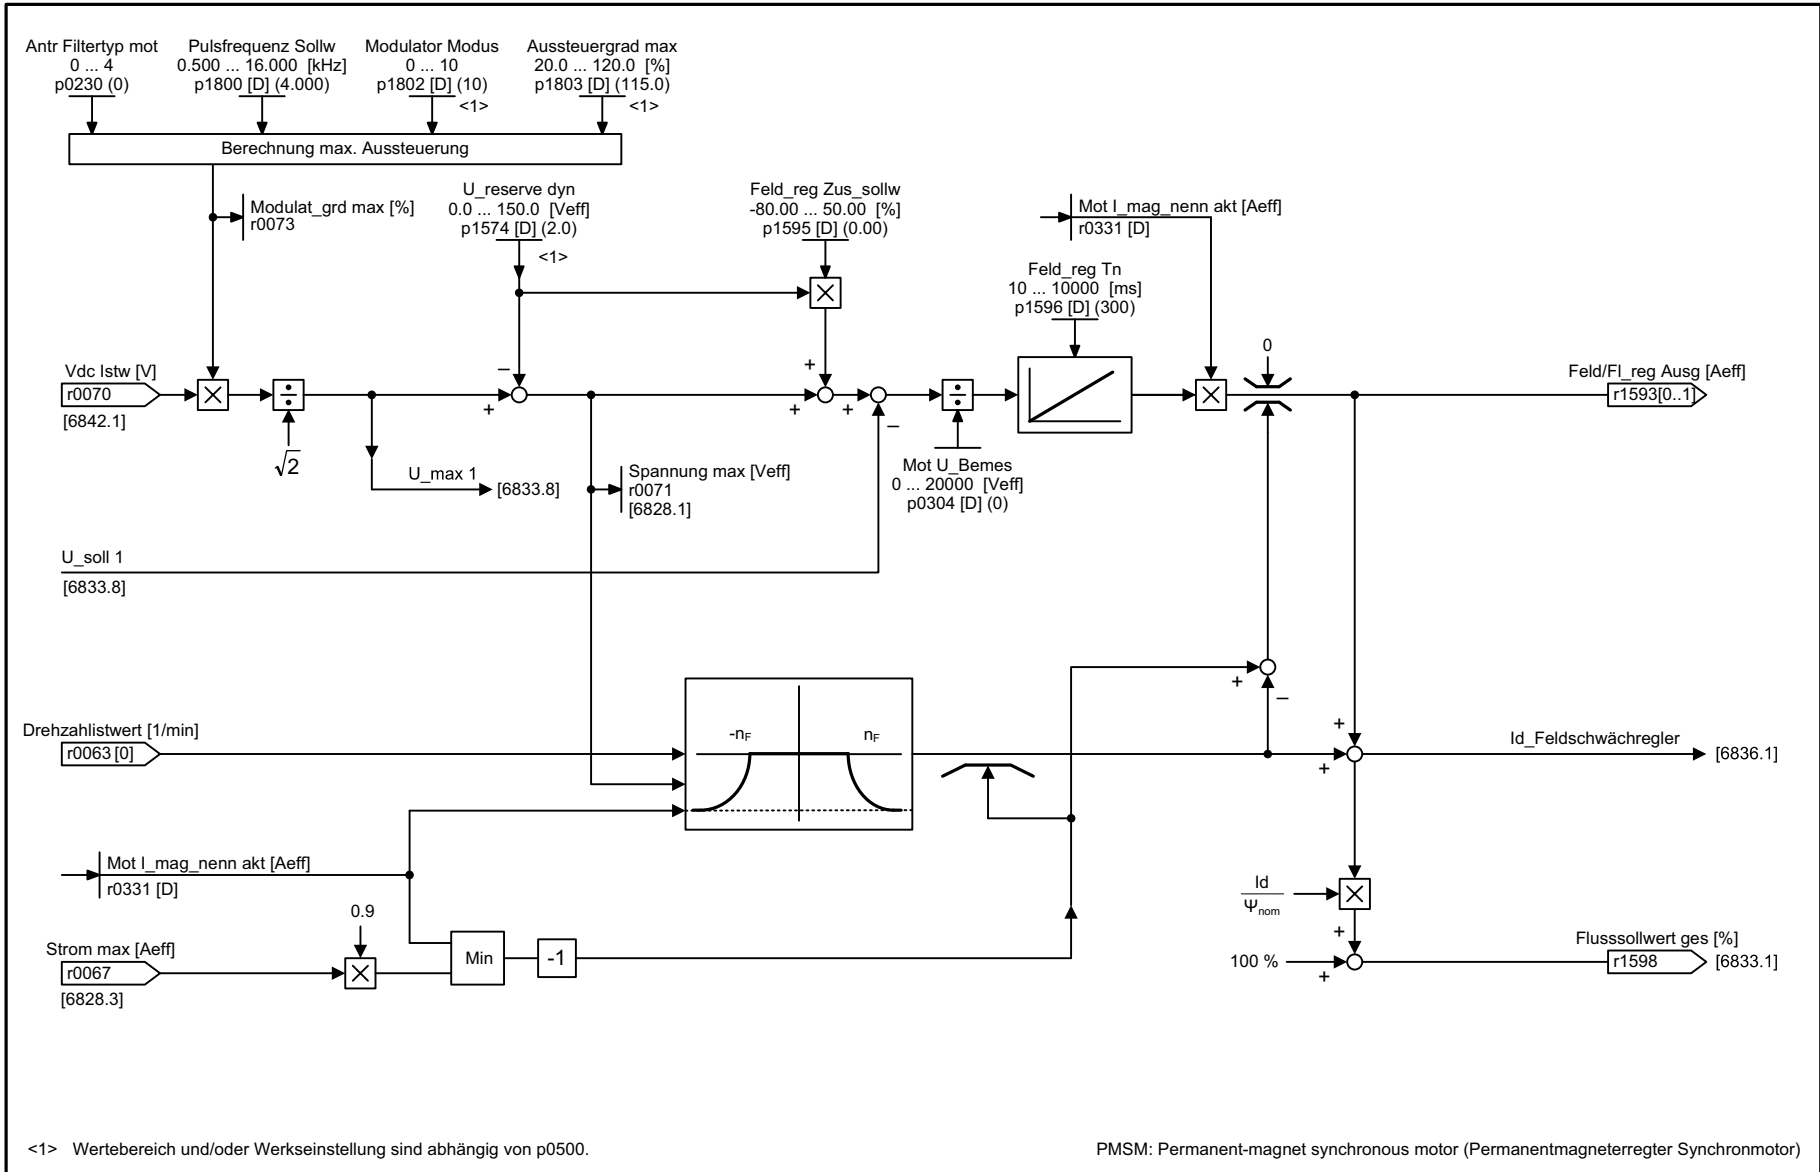 Antr Filtertyp mot
0 ... 4
p0230 (0)
Pulsfrequenz Sollw
0.500 ... 16.000 [kHz]
p1800 [D] (4.000)
Modulator Modus
0 ... 10
p1802 [D] (10)
<1>
Aussteuergrad max
20.0 ... 120.0 [%]
p1803 [D] (115.0)
<1>
Berechnung max. Aussteuerung
Modulat_grd max [%]
r0073
U_reserve dyn
0.0 ... 150.0 [Veff]
p1574 [D] (2.0)
<1>
Feld_reg Zus_sollw
-80.00 ... 50.00 [%]
p1595 [D] (0.00)
Mot I_mag_nenn akt [Aeff]
r0331 [D]
Feld_reg Tn
10 ... 10000 [ms]
p1596 [D] (300)
×
0
Vdc Istw [V]
r0070
[6842.1]
×
÷
√2
–
+
+
+
+
–
÷
×
Feld/Fl_reg Ausg [Aeff]
r1593[0..1]
U_max 1
[6833.8]
Spannung max [Veff]
r0071
[6828.1]
Mot U_Bemes
0 ... 20000 [Veff]
p0304 [D] (0)
U_soll 1
[6833.8]
+
–
Drehzahlistwert [1/min]
r0063 [0]
-nF
nF
+
+
Id_Feldschwächregler
[6836.1]
Mot I_mag_nenn akt [Aeff]
r0331 [D]
Id
Ψnom
×
0.9
Strom max [Aeff]
r0067
[6828.3]
×
Min
-1
+
100 %
+
Flusssollwert ges [%]
r1598
[6833.1]
<1> Wertebereich und/oder Werkseinstellung sind abhängig von p0500.
PMSM: Permanent-magnet synchronous motor (Permanentmagneterregter Synchronmotor)